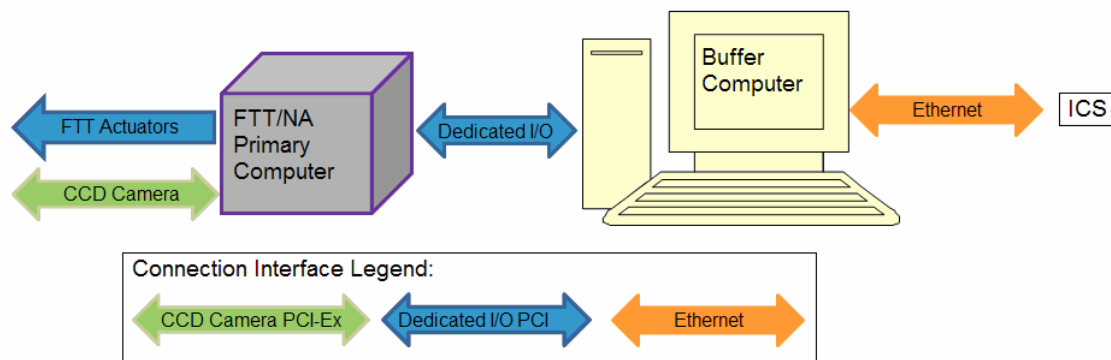 FTT Actuators
CCD Camera
FTT/NA
Primary
Computer
Dedicated I/O
Buffer
Computer
Ethernet
ICS
Connection Interface Legend:
CCD Camera PCI-Ex
Dedicated I/O PCI
Ethernet